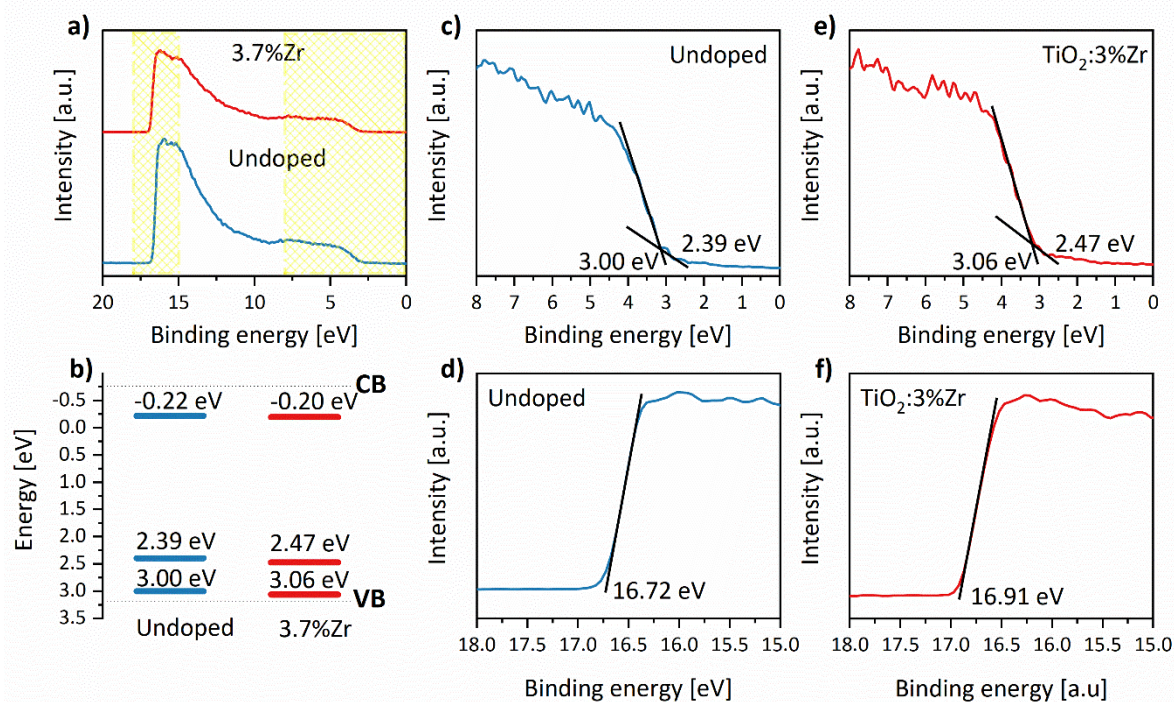 a)
3.7%Zr
Undoped
Intensity [a.u.]
20 15 10 5 0
Binding energy [eV]
c)
Undoped
2.39 eV
3.00 eV
Intensity [a.u.]
8 7 6 5 4 3 2 1 0
Binding energy [eV]
e)
TiO₂:3%Zr
2.47 eV
3.06 eV
Intensity [a.u.]
8 7 6 5 4 3 2 1 0
Binding energy [eV]
b)
CB
-0.22 eV -0.20 eV
-0.5
0.0
0.5
1.0
1.5
2.0
2.5
3.0
3.5
Energy [eV]
2.39 eV 2.47 eV
3.00 eV 3.06 eV
VB
Undoped 3.7%Zr
d)
Undoped
16.72 eV
Intensity [a.u.]
18.0 17.5 17.0 16.5 16.0 15.5 15.0
Binding energy [eV]
f)
TiO₂:3%Zr
16.91 eV
Intensity [a.u.]
18.0 17.5 17.0 16.5 16.0 15.5 15.0
Binding energy [a.u]